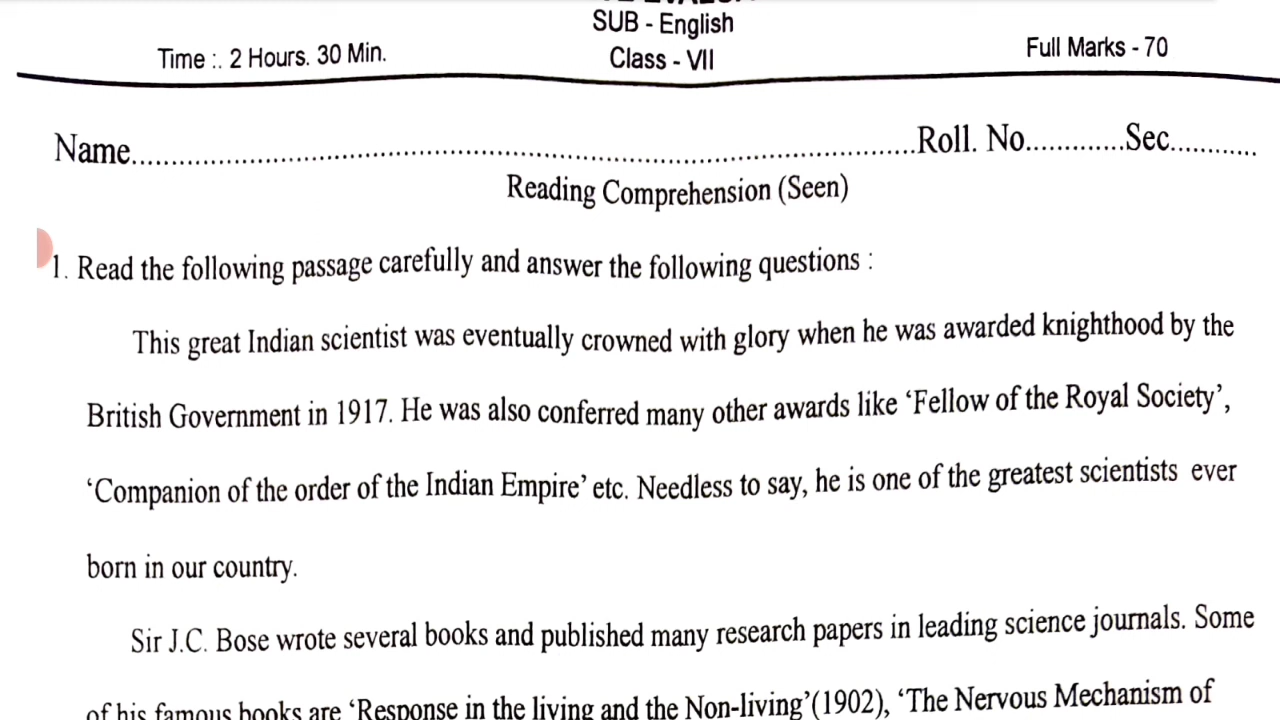 SUB - English
Time :. 2 Hours. 30 Min.
Class - VII
Full Marks - 70
Name..........Roll. No..........Sec..........
Reading Comprehension (Seen)
1. Read the following passage carefully and answer the following questions :
This great Indian scientist was eventually crowned with glory when he was awarded knighthood by the
British Government in 1917. He was also conferred many other awards like ‘Fellow of the Royal Society’,
‘Companion of the order of the Indian Empire’ etc. Needless to say, he is one of the greatest scientists ever
born in our country.
Sir J.C. Bose wrote several books and published many research papers in leading science journals. Some
of his famous books are ‘Response in the living and the Non-living’(1902), ‘The Nervous Mechanism of